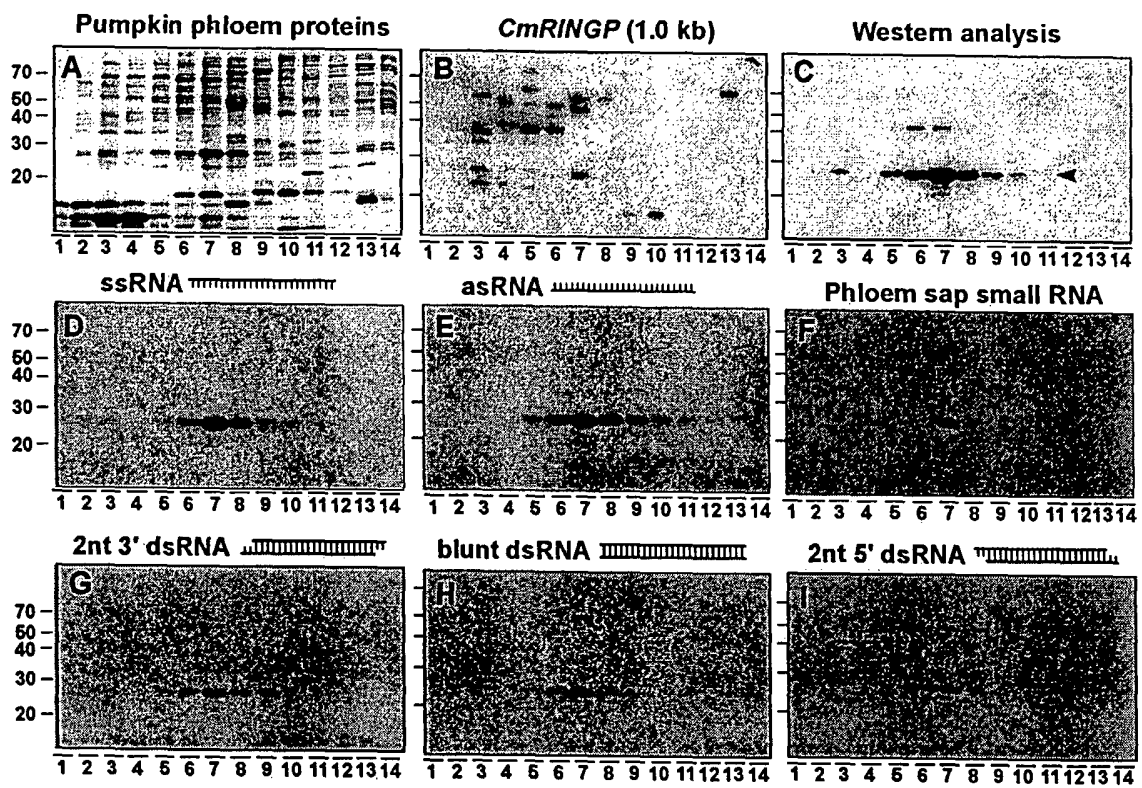 Pumpkin phloem proteins
CmRINGP (1.0 kb)
Western analysis
A
B
C
70
50
40
30
20
1 2 3 4 5 6 7 8 9 10 11 12 13 14
1 2 3 4 5 6 7 8 9 10 11 12 13 14
1 2 3 4 5 6 7 8 9 10 11 12 13 14
ssRNA
asRNA
Phloem sap small RNA
D
E
F
70
50
40
30
20
1 2 3 4 5 6 7 8 9 10 11 12 13 14
1 2 3 4 5 6 7 8 9 10 11 12 13 14
1 2 3 4 5 6 7 8 9 10 11 12 13 14
2nt 3' dsRNA
blunt dsRNA
2nt 5' dsRNA
G
H
I
70
50
40
30
20
1 2 3 4 5 6 7 8 9 10 11 12 13 14
1 2 3 4 5 6 7 8 9 10 11 12 13 14
1 2 3 4 5 6 7 8 9 10 11 12 13 14